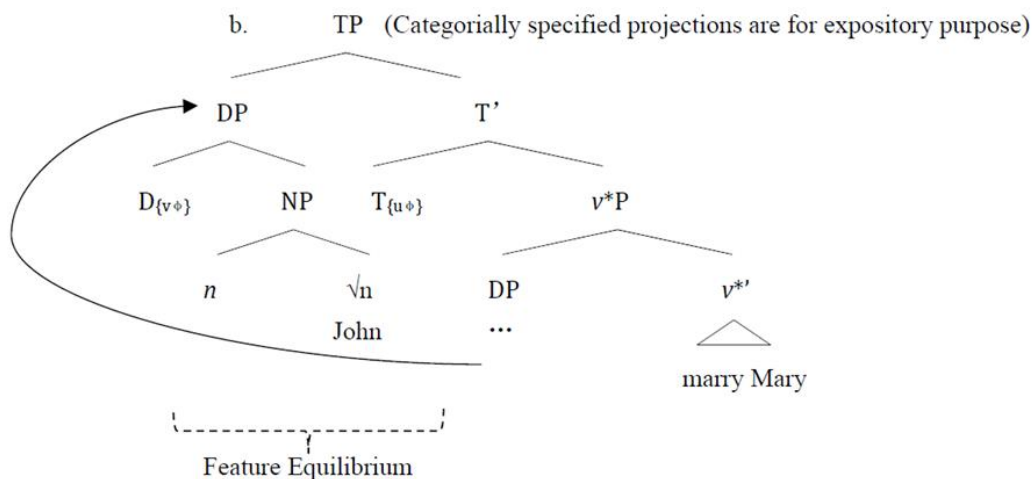 b. TP (Categorially specified projections are for expository purpose)
DP T’
D{vϕ} NP T{uϕ} v*P
n √n DP v*’
John ...
marry Mary
Feature Equilibrium